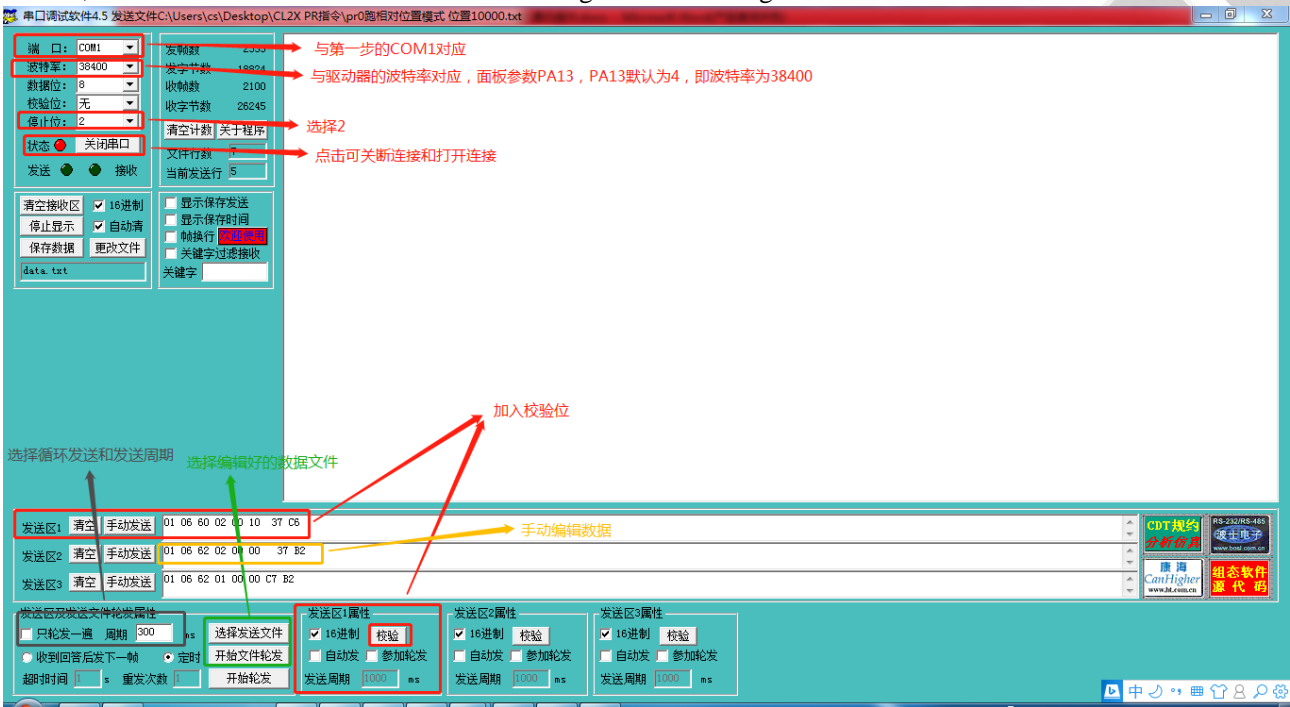 串口调试软件4.5 发送文件C:\Users\cs\Desktop\CL2X PR指令\pr0跑相对位置模式 位置10000.txt
端 口: COM1
波特率: 38400
数据位: 8
校验位: 无
停止位: 2
状态 关闭串口
发送 接收
发帧数
发字节数
收帧数 2100
收字节数 26245
清空计数 关于程序
文件行数
当前发送行 5
与第一步的COM1对应
与驱动器的波特率对应，面板参数PA13，PA13默认为4，即波特率为38400
选择2
点击可关断连接和打开连接
清空接收区 16进制
停止显示 自动清
保存数据 更改文件
data.txt
显示保存发送
显示保存时间
帧换行 欢迎使用
关键字过滤接收
关键字
加入校验位
选择循环发送和发送周期
选择编辑好的数据文件
发送区1 清空 手动发送 01 06 60 02 00 10 37 C6
手动编辑数据
发送区2 清空 手动发送 01 06 62 02 00 00 37 B2
发送区3 清空 手动发送 01 06 62 01 00 00 C7 B2
CDT规约
分析仿真
RS-232/RS-485
波士电子
www.bosi.com.cn
康海
CanHigher
www.ht.com.cn
组态软件
源 代 码
发送区及发送文件轮发属性
只轮发一遍 周期 300 ms 选择发送文件
收到回答后发下一帧 定时 开始文件轮发
超时时间 1 s 重发次数 1 开始轮发
发送区1属性
16进制 校验
自动发 参加轮发
发送周期 1000 ms
发送区2属性
16进制 校验
自动发 参加轮发
发送周期 1000 ms
发送区3属性
16进制 校验
自动发 参加轮发
发送周期 1000 ms
中